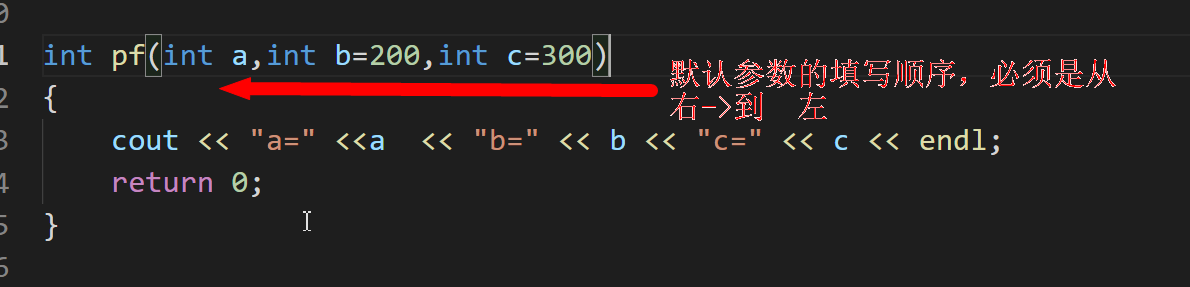 0
1 int pf(int a,int b=200,int c=300)
默认参数的填写顺序，必须是从
右->到 左
2 {
3 cout << "a=" <<a  << "b=" << b << "c=" << c << endl;
4 return 0;
5 }
6